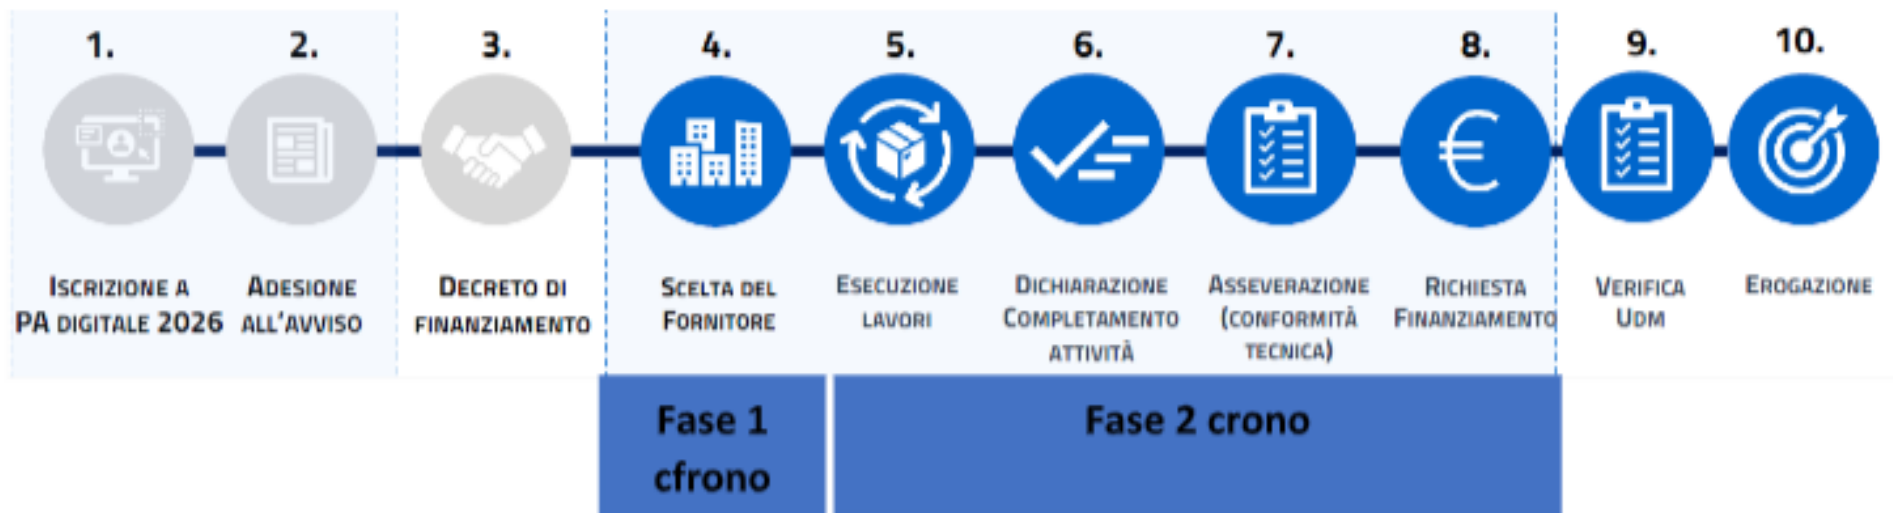 1.
2.
3.
4.
5.
6.
7.
8.
9.
10.
ISCRIZIONE A
PA DIGITALE 2026
ADESIONE
ALL'AVVISO
DECRETO DI
FINANZIAMENTO
SCELTA DEL
FORNITORE
ESECUZIONE
LAVORI
DICHIARAZIONE
COMPLETAMENTO
ATTIVITÀ
ASSEVERAZIONE
(CONFORMITÀ
TECNICA)
RICHIESTA
FINANZIAMENTO
VERIFICA
UDM
EROGAZIONE
Fase 1
cfrono
Fase 2 crono